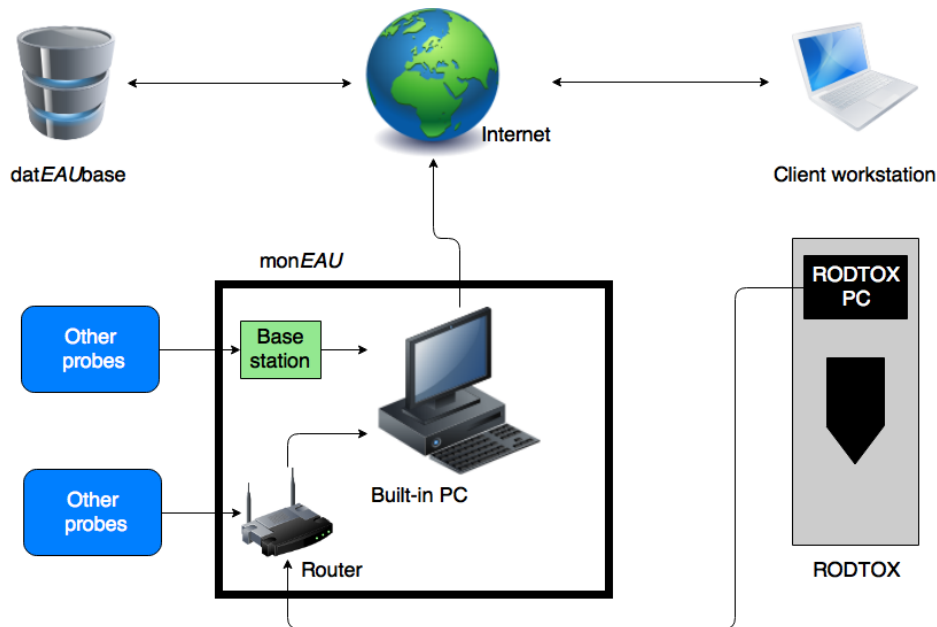 Internet
datEAUbase
Client workstation
monEAU
RODTOX
PC
Other
probes
Base
station
Built-in PC
Other
probes
Router
RODTOX